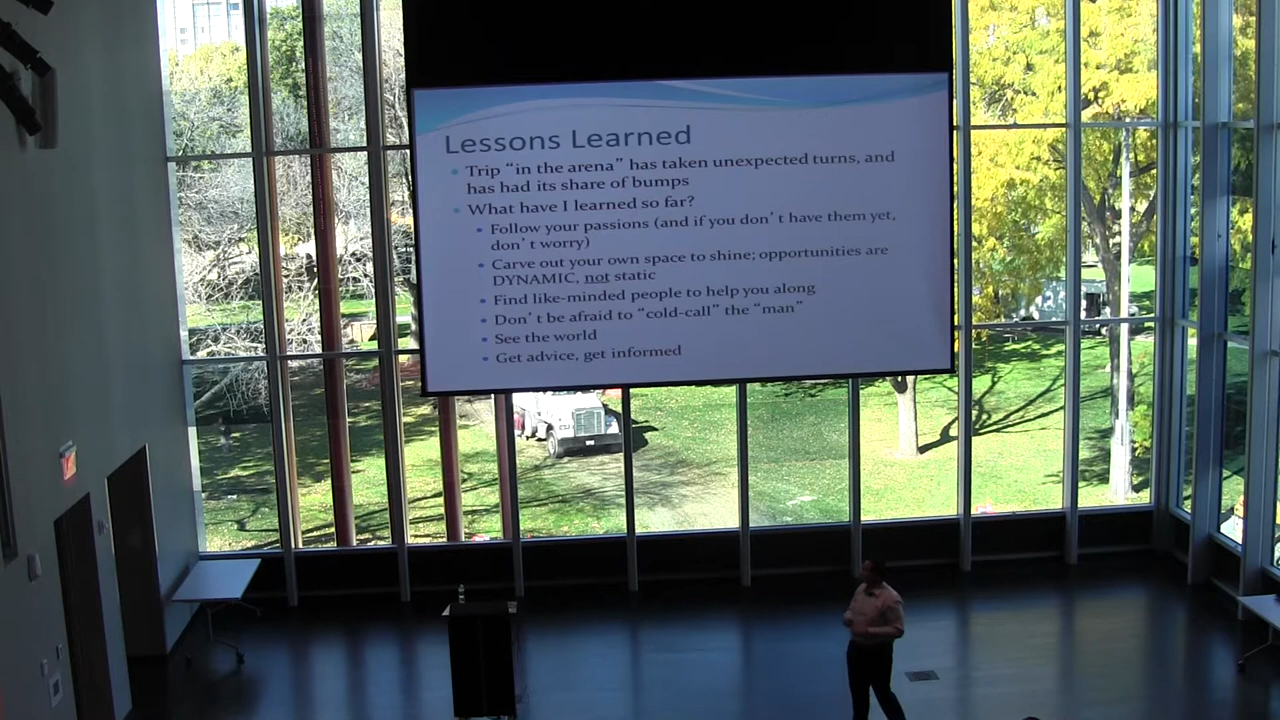 Lessons Learned
Trip “in the arena” has taken unexpected turns, and
has had its share of bumps
What have I learned so far?
Follow your passions (and if you don’t have them yet,
don’t worry)
Carve out your own space to shine; opportunities are
DYNAMIC, not static
Find like-minded people to help you along
Don’t be afraid to “cold-call” the “man”
See the world
Get advice, get informed